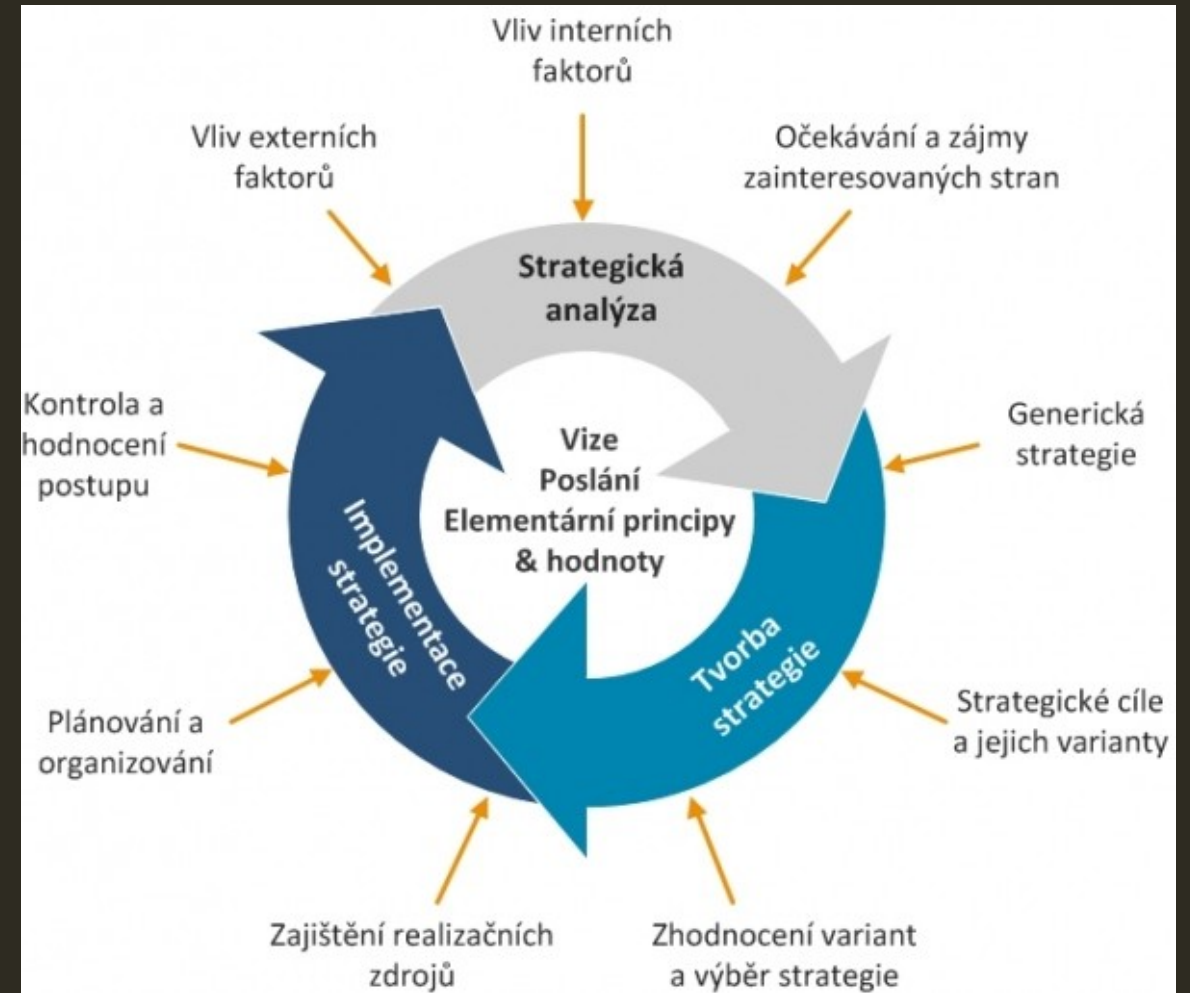 Vliv interních
faktorů
Vliv externích
faktorů
Očekávání a zájmy
zainteresovaných stran
Strategická
analýza
Kontrola a
hodnocení
postupu
Generická
strategie
Vize
Poslání
Elementární principy
& hodnoty
Implementace
strategie
Tvorba
strategie
Plánování a
organizování
Strategické cíle
a jejich varianty
Zajištění realizačních
zdrojů
Zhodnocení variant
a výběr strategie